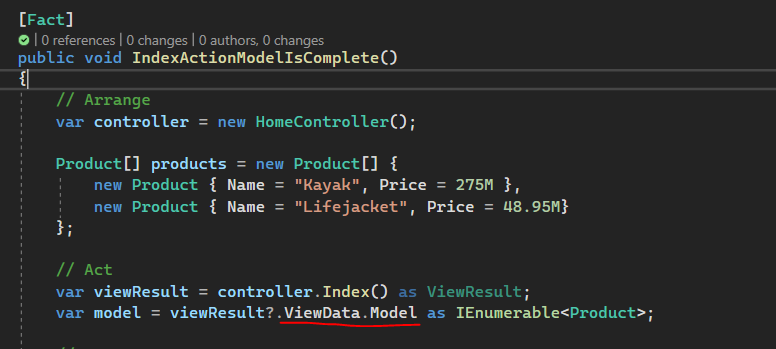 [Fact]
| 0 references | 0 changes | 0 authors, 0 changes
public void IndexActionModelIsComplete()
{
// Arrange
var controller = new HomeController();
Product[] products = new Product[] {
new Product { Name = "Kayak", Price = 275M },
new Product { Name = "Lifejacket", Price = 48.95M}
};
// Act
var viewResult = controller.Index() as ViewResult;
var model = viewResult?.ViewData.Model as IEnumerable<Product>;